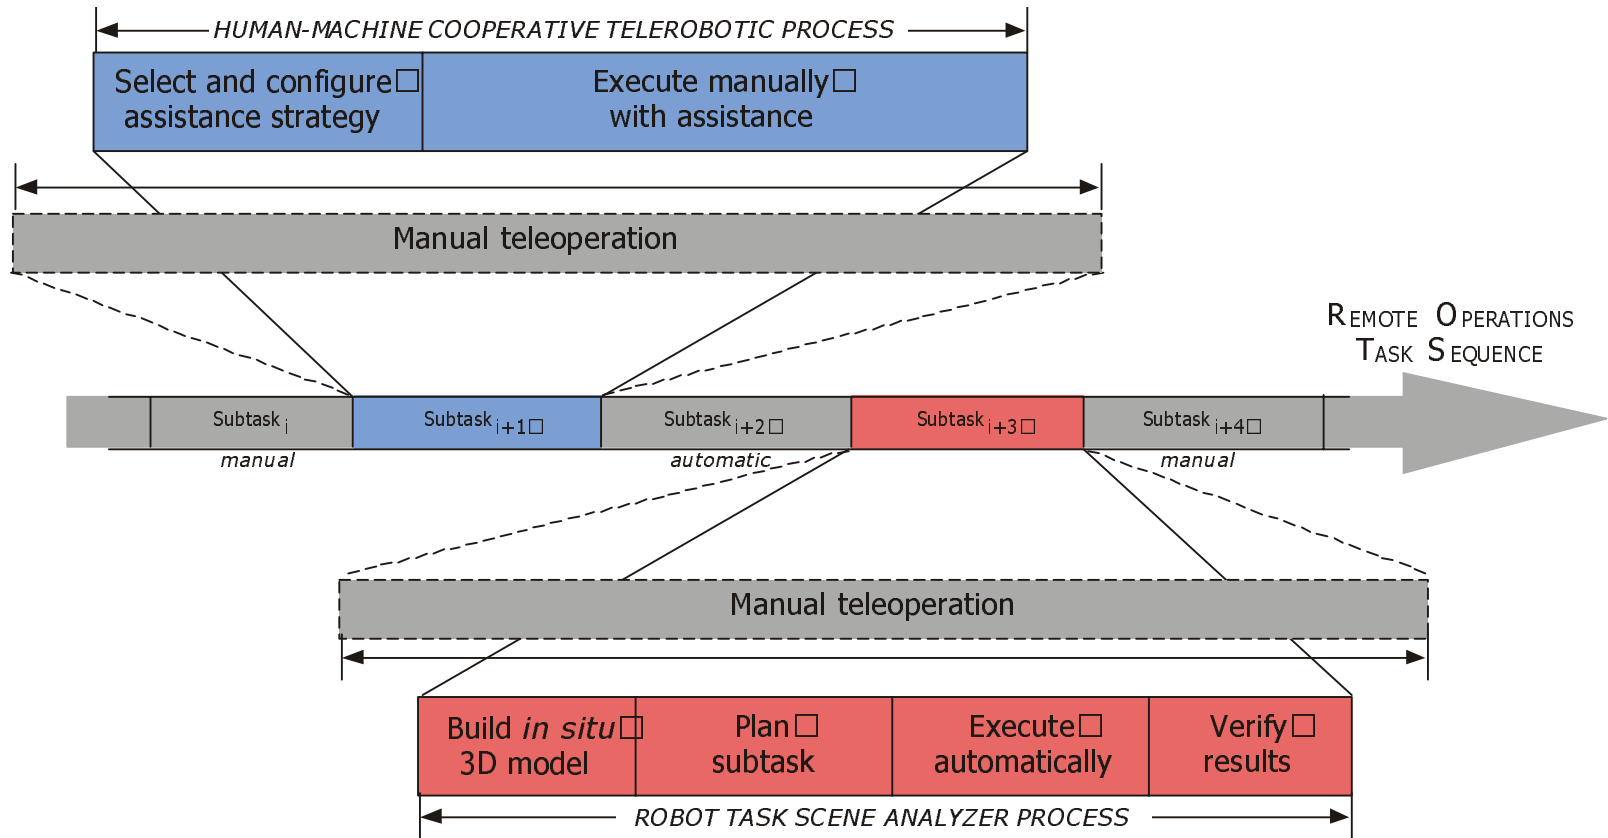 HUMAN-MACHINE COOPERATIVE TELEROBOTIC PROCESS
Select and configure□
assistance strategy
Execute manually□
with assistance
Manual teleoperation
REMOTE OPERATIONS
TASK SEQUENCE
Subtask i
Subtask i+1□
Subtask i+2□
Subtask i+3□
Subtask i+4□
manual
automatic
manual
Manual teleoperation
Build in situ□
3D model
Plan□
subtask
Execute□
automatically
Verify□
results
ROBOT TASK SCENE ANALYZER PROCESS